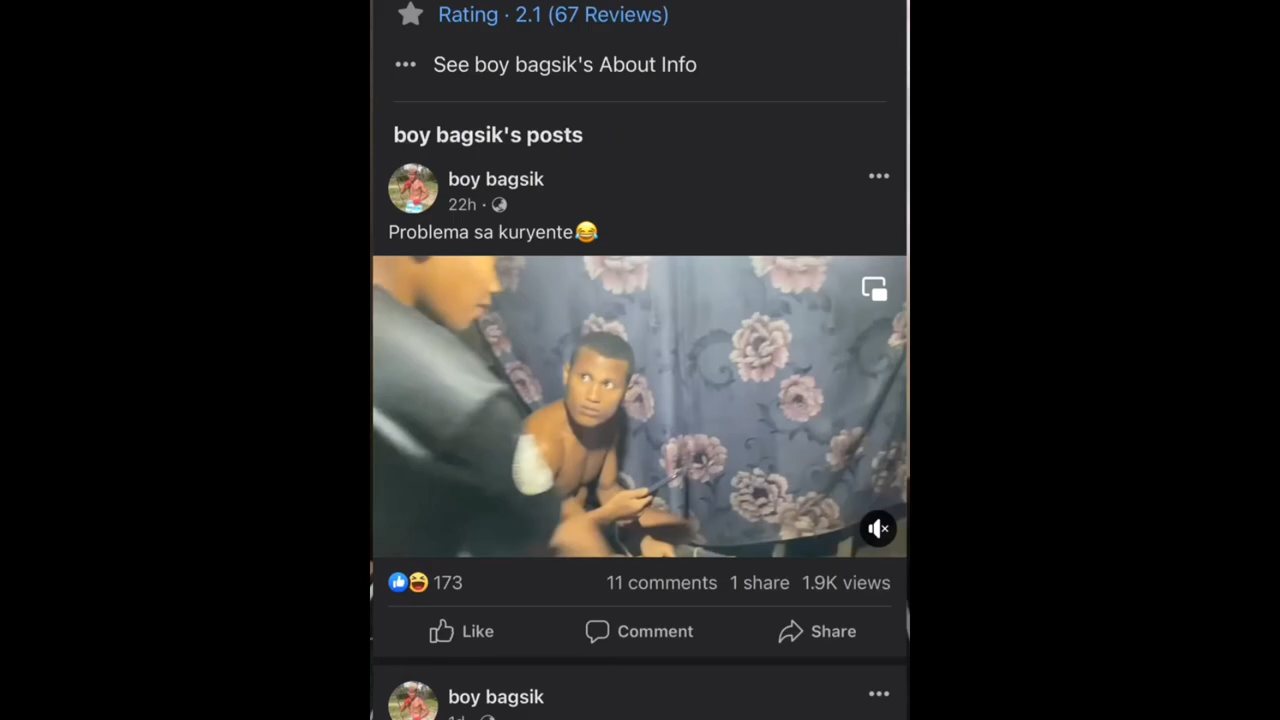 Rating · 2.1 (67 Reviews)
See boy bagsik's About Info
boy bagsik's posts
boy bagsik
22h ·
Problema sa kuryente😂
173 11 comments 1 share 1.9K views
Like Comment Share
boy bagsik